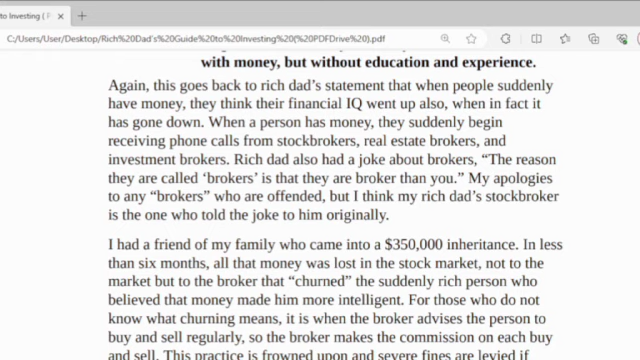 to Investing ( P
C:/Users/User/Desktop/Rich%20Dad's%20Guide%20to%20Investing%20(%20PDFDrive%20).pdf
with money, but without education and experience.
Again, this goes back to rich dad’s statement that when people suddenly
have money, they think their financial IQ went up also, when in fact it
has gone down. When a person has money, they suddenly begin
receiving phone calls from stockbrokers, real estate brokers, and
investment brokers. Rich dad also had a joke about brokers, “The reason
they are called ‘brokers’ is that they are broker than you.” My apologies
to any “brokers” who are offended, but I think my rich dad’s stockbroker
is the one who told the joke to him originally.
I had a friend of my family who came into a $350,000 inheritance. In less
than six months, all that money was lost in the stock market, not to the
market but to the broker that “churned” the suddenly rich person who
believed that money made him more intelligent. For those who do not
know what churning means, it is when the broker advises the person to
buy and sell regularly, so the broker makes the commission on each buy
and sell. This practice is frowned upon and severe fines are levied if